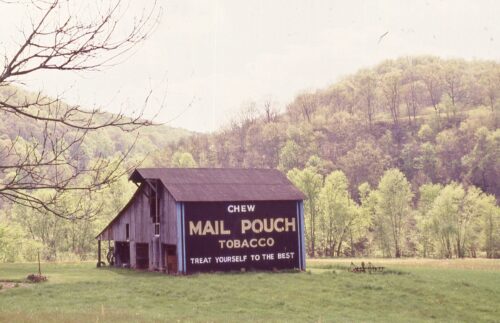 CHEW
MAIL POUCH
TOBACCO
TREAT YOURSELF TO THE BEST